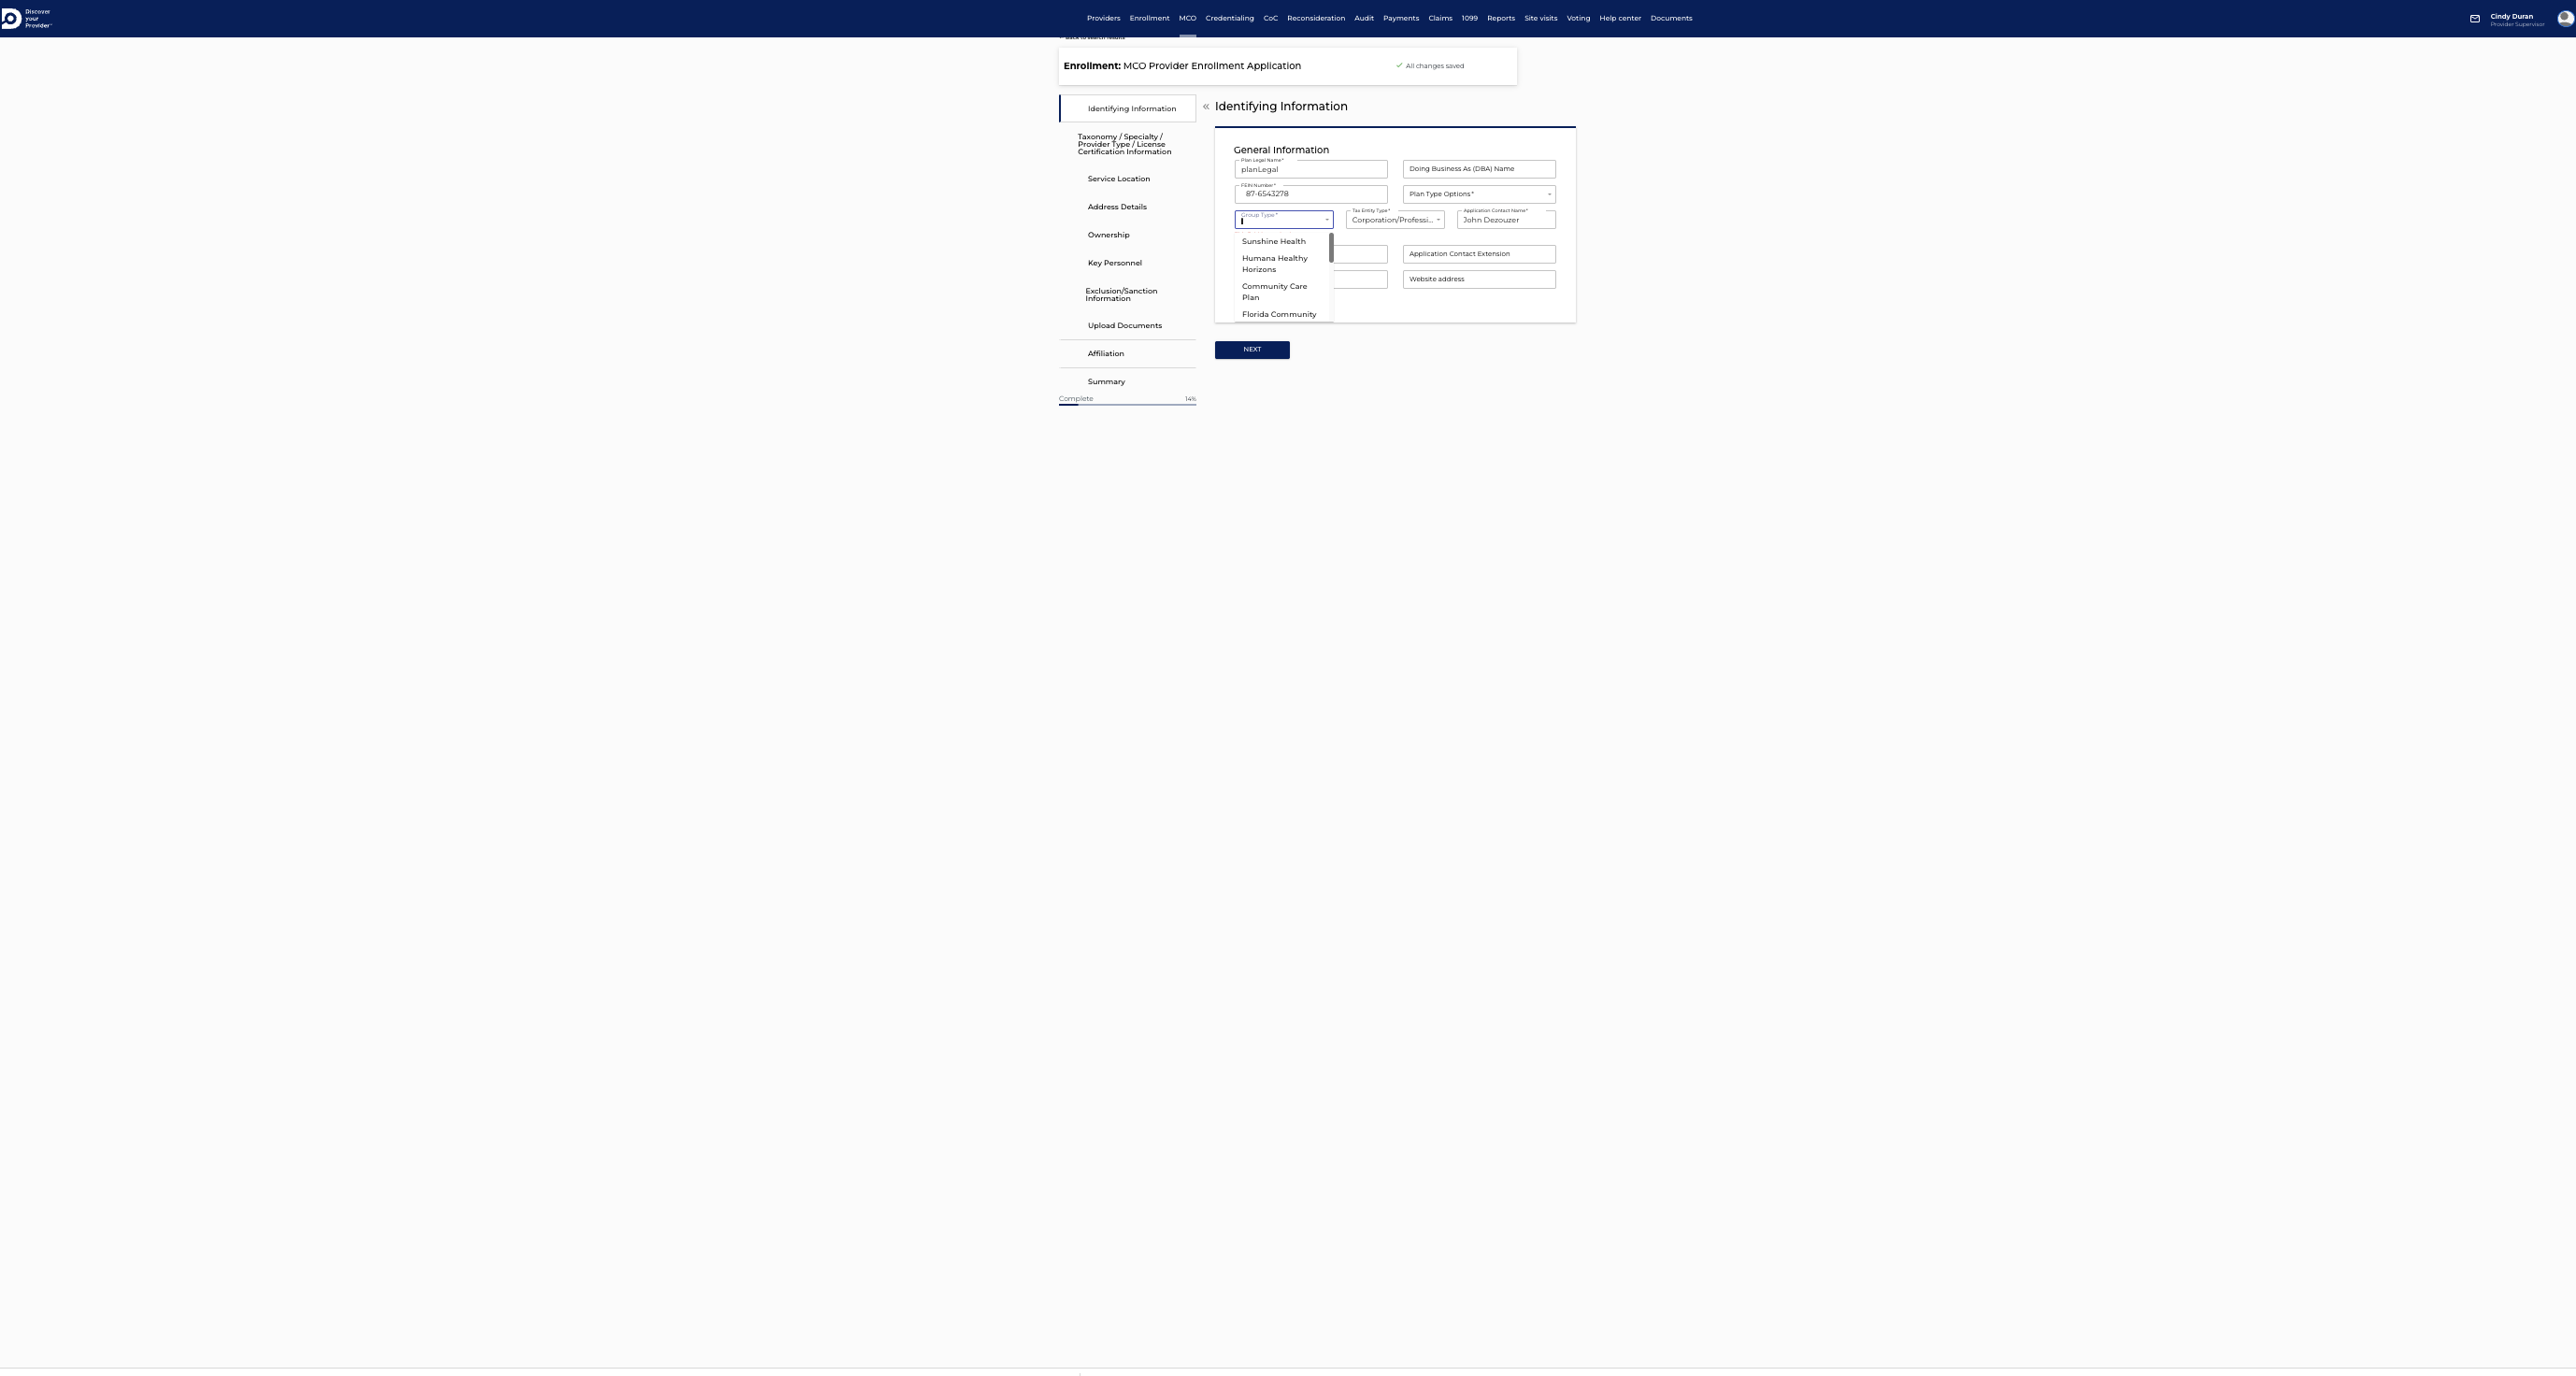 Discover
your
Provider
Providers Enrollment MCO Credentialing CoC Reconsideration Audit Payments Claims 1099 Reports Site visits Voting Help center Documents
Cindy Duran
Provider Supervisor
Back to search results
Enrollment: MCO Provider Enrollment Application
All changes saved
Identifying Information
Taxonomy / Specialty /
Provider Type / License
Certification Information
Service Location
Address Details
Ownership
Key Personnel
Exclusion/Sanction
Information
Upload Documents
Affiliation
Summary
Complete 14%
« Identifying Information
General Information
Plan Legal Name *
planLegal
Doing Business As (DBA) Name
FEIN Number *
87-6543278
Plan Type Options *
Group Type *
Tax Entity Type *
Corporation/Professi...
Application Contact Name *
John Dezouzer
Sunshine Health
Humana Healthy
Horizons
Community Care
Plan
Florida Community
Application Contact Extension
Website address
NEXT